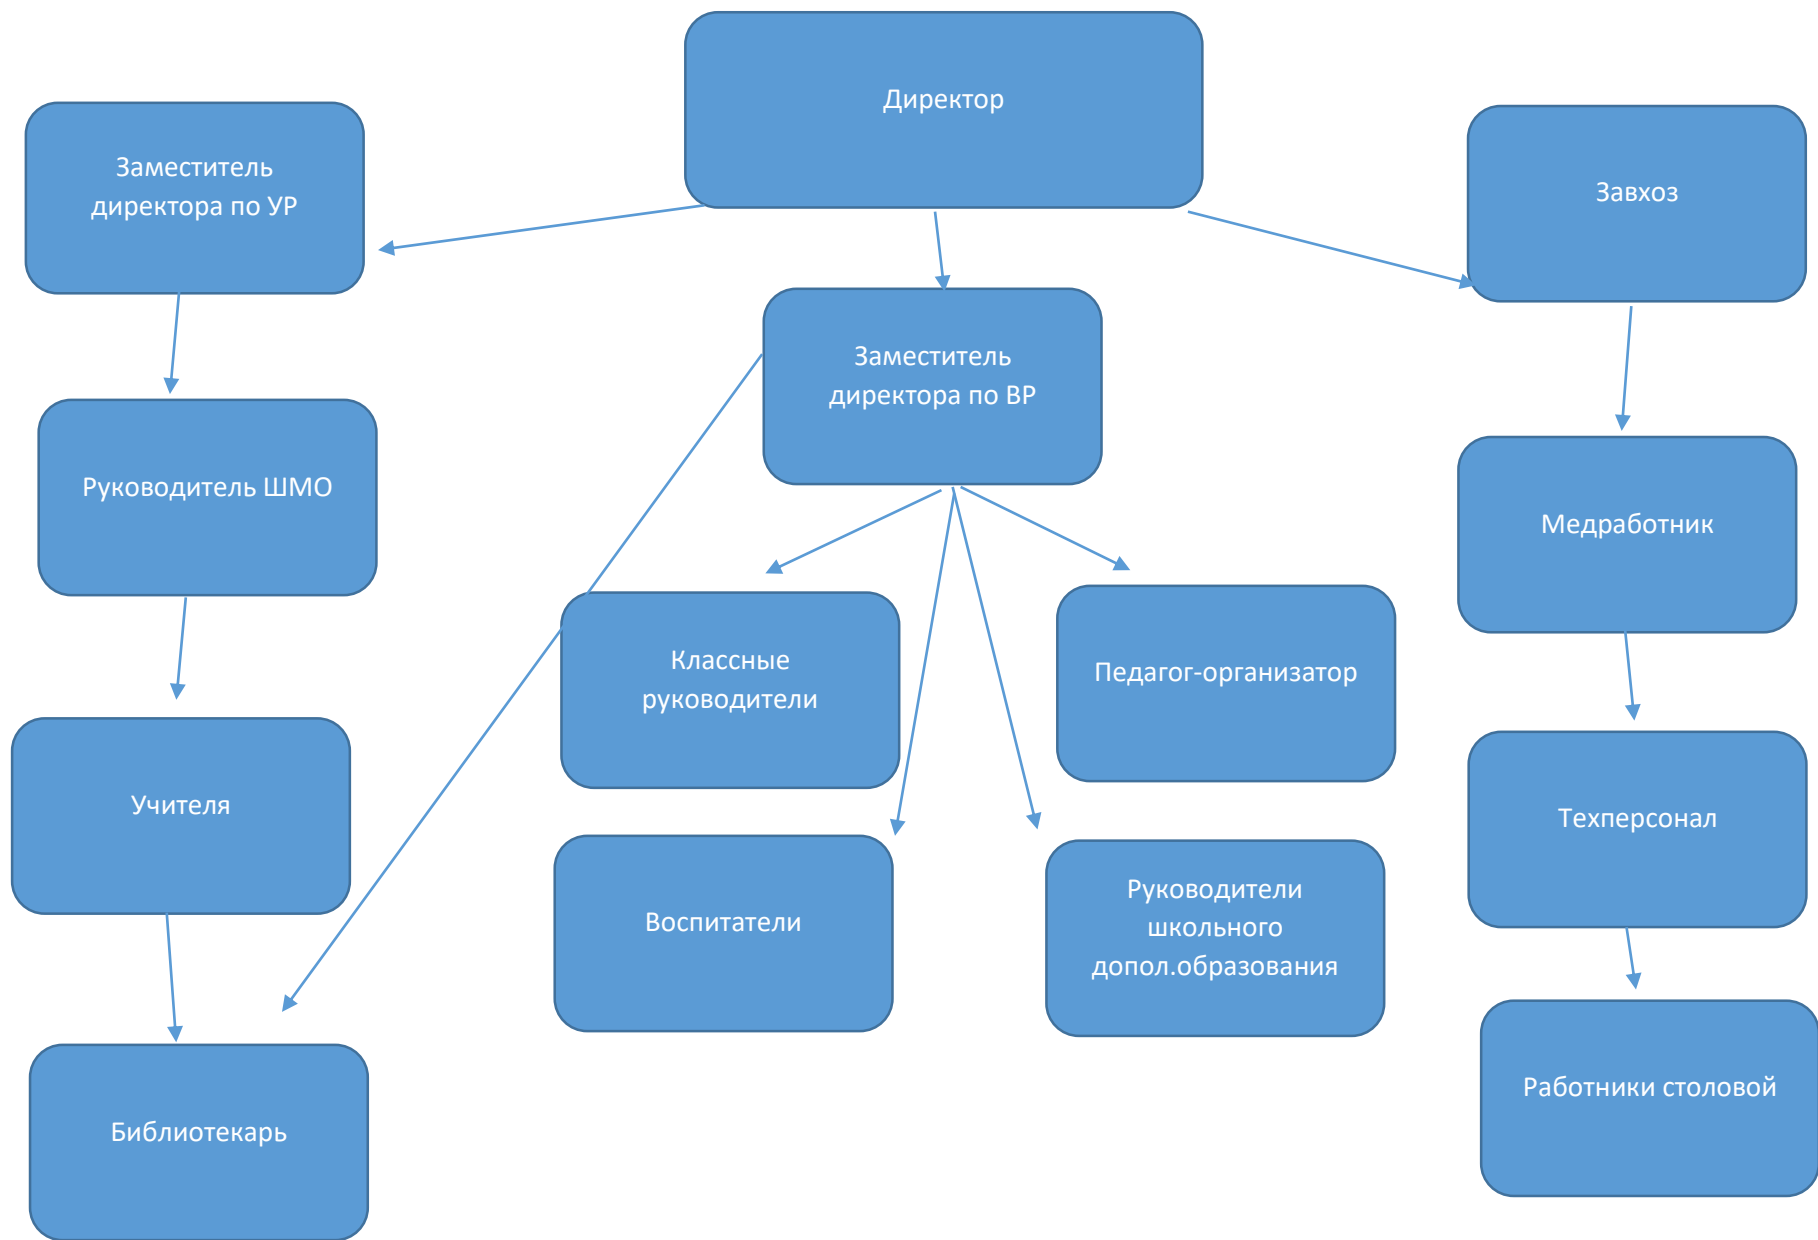 Директор
Заместитель
директора по УР
Завхоз
Заместитель
директора по ВР
Руководитель ШМО
Медработник
Классные
руководители
Педагог-организатор
Учителя
Техперсонал
Воспитатели
Руководители
школьного
допол.образования
Библиотекарь
Работники столовой